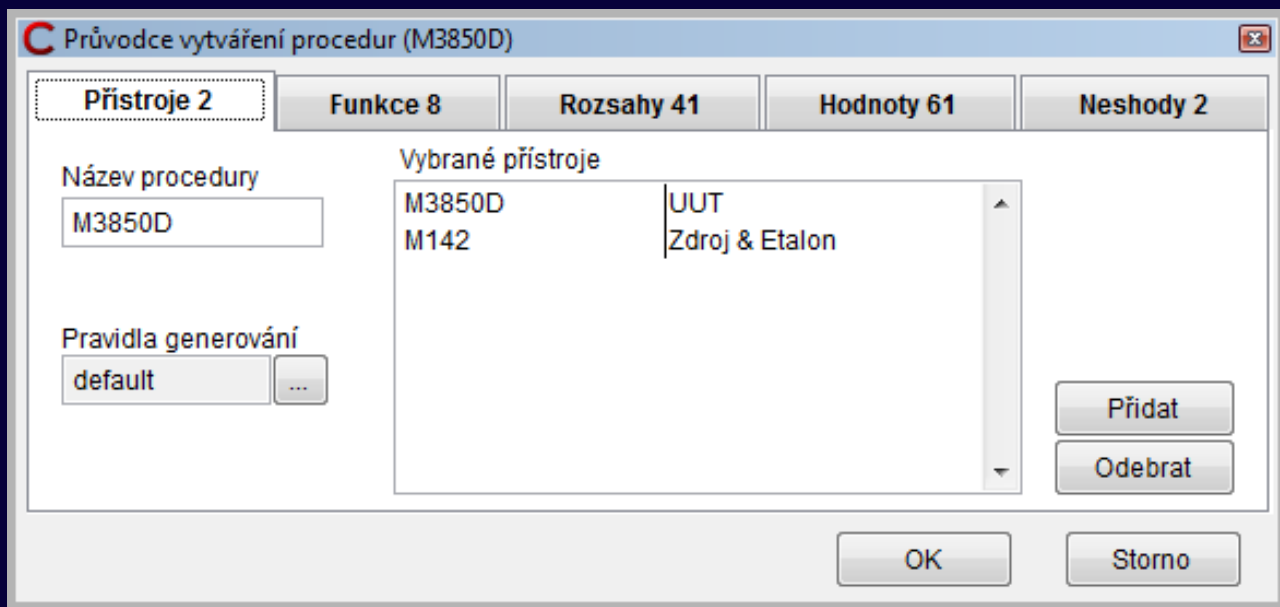 Průvodce vytváření procedur (M3850D)
Přístroje 2
Funkce 8
Rozsahy 41
Hodnoty 61
Neshody 2
Název procedury
M3850D
Pravidla generování
default
...
Vybrané přístroje
M3850D UUT
M142 Zdroj & Etalon
Přidat
Odebrat
OK
Storno